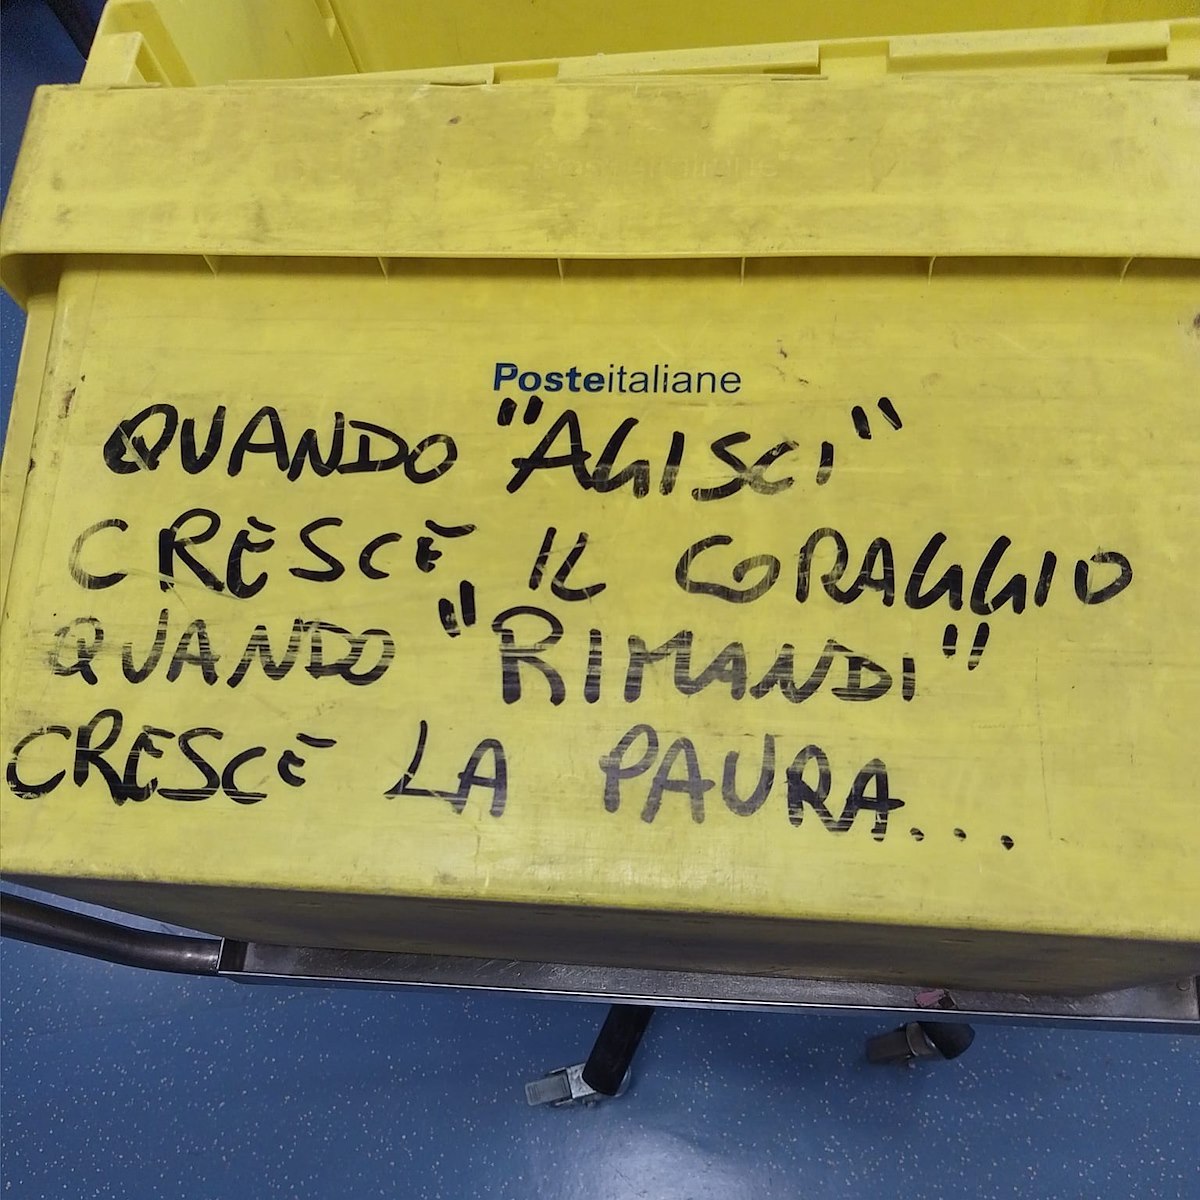 Posteitaliane
QUANDO "AGISCI"
CRESCE IL CORAGGIO
QUANDO "RIMANDI"
CRESCE LA PAURA...